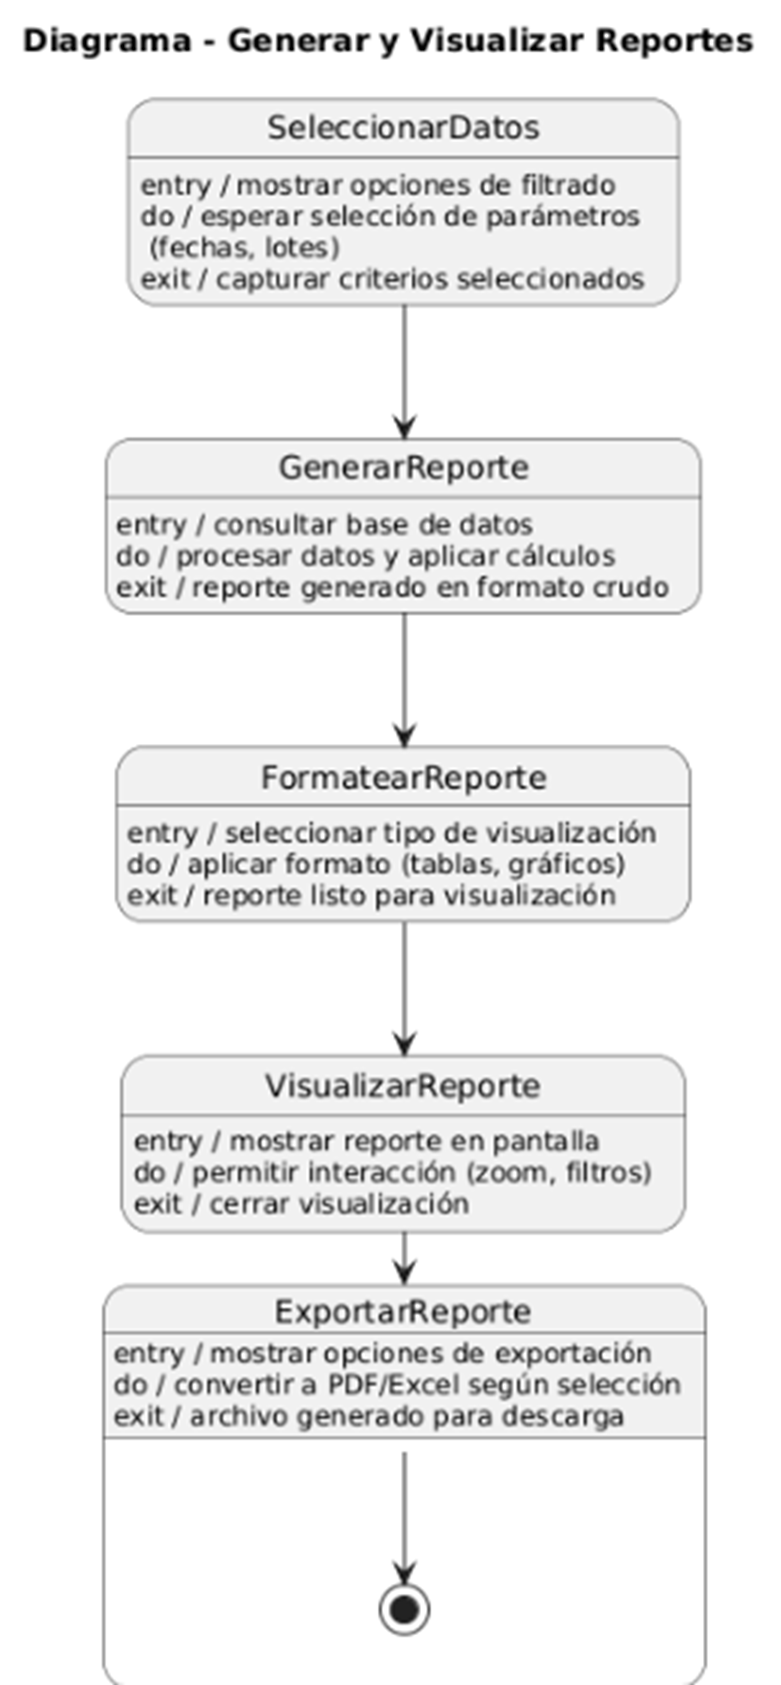 Diagrama - Generar y Visualizar Reportes
SeleccionarDatos
entry / mostrar opciones de filtrado
do / esperar selección de parámetros
(fechas, lotes)
exit / capturar criterios seleccionados
GenerarReporte
entry / consultar base de datos
do / procesar datos y aplicar cálculos
exit / reporte generado en formato crudo
FormatearReporte
entry / seleccionar tipo de visualización
do / aplicar formato (tablas, gráficos)
exit / reporte listo para visualización
VisualizarReporte
entry / mostrar reporte en pantalla
do / permitir interacción (zoom, filtros)
exit / cerrar visualización
ExportarReporte
entry / mostrar opciones de exportación
do / convertir a PDF/Excel según selección
exit / archivo generado para descarga